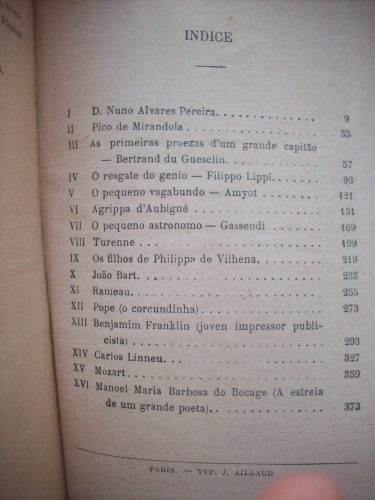 INDICE
I D. Nuno Alvares Pereira. . . . . . . . . . . . . 9
II Pico de Mirandola. . . . . . . . . . . . . . . . 35
III As primeiras proezas d'um grande capitão
— Bertrand du Guesclin. . . . . . . . . . . . . 57
IV O resgate do genio — Filippo Lippi. . . . . . . 93
V O pequeno vagabundo — Amyot. . . . . . . . . 121
VI Agrippa d'Aubigné. . . . . . . . . . . . . . . 151
VII O pequeno astronomo — Gassendi. . . . . . . 169
VIII Turenne. . . . . . . . . . . . . . . . . . . . 199
IX Os filhos de Philippa de Vilhena. . . . . . . . 219
X João Bart. . . . . . . . . . . . . . . . . . . . 235
XI Rameau. . . . . . . . . . . . . . . . . . . . . 255
XII Pope (o corcundinha). . . . . . . . . . . . . . 273
XIII Benjamim Franklin (joven impressor publi-
cista). . . . . . . . . . . . . . . . . . . . . 293
XIV Carlos Linneu. . . . . . . . . . . . . . . . . 327
XV Mozart. . . . . . . . . . . . . . . . . . . . . 359
XVI Manoel Maria Barbosa do Bocage (A estreia
de um grande poeta). . . . . . . . . . . . . . 373
PARIS. — TYP. J. AILLAUD